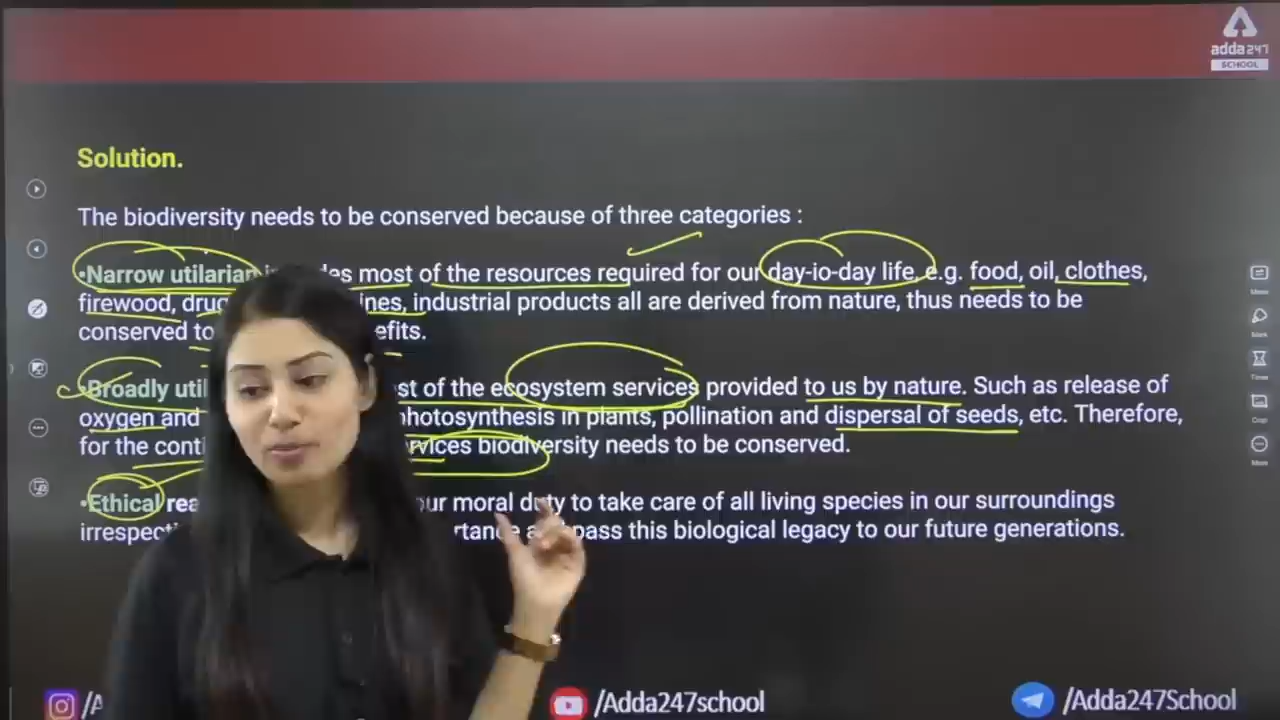 adda247
SCHOOL
Solution.
The biodiversity needs to be conserved because of three categories :
•Narrow utilarian most of the resources required for our day-io-day life, e.g. food, oil, clothes,
firewood, industrial products all are derived from nature, thus needs to be
conserved to
•Broadly of the ecosystem services provided to us by nature. Such as release of
oxygen and photosynthesis in plants, pollination and dispersal of seeds, etc. Therefore,
for the biodiversity needs to be conserved.
•Ethical moral duty to take care of all living species in our surroundings
pass this biological legacy to our future generations.
/Adda247school
/Adda247School